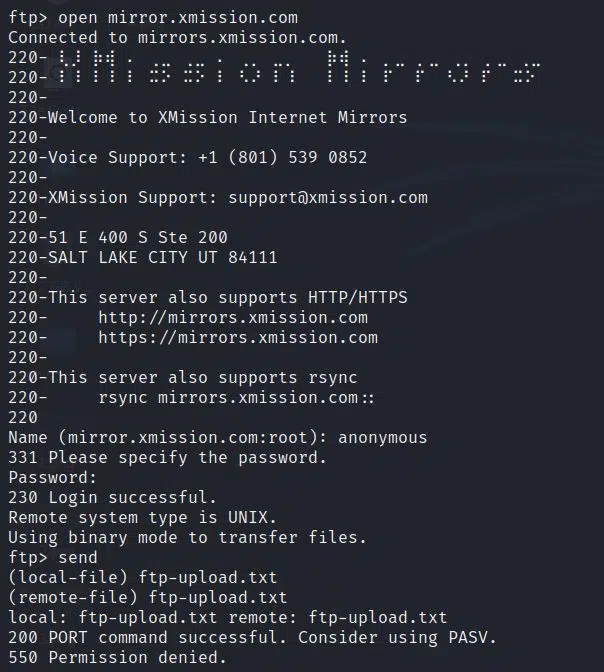 ftp> open mirror.xmission.com
Connected to mirrors.xmission.com.
220-
220-
220-
220-Welcome to XMission Internet Mirrors
220-
220-Voice Support: +1 (801) 539 0852
220-
220-XMission Support: support@xmission.com
220-
220-51 E 400 S Ste 200
220-SALT LAKE CITY UT 84111
220-
220-This server also supports HTTP/HTTPS
220-     http://mirrors.xmission.com
220-     https://mirrors.xmission.com
220-
220-This server also supports rsync
220-     rsync mirrors.xmission.com::
220
Name (mirror.xmission.com:root): anonymous
331 Please specify the password.
Password:
230 Login successful.
Remote system type is UNIX.
Using binary mode to transfer files.
ftp> send
(local-file) ftp-upload.txt
(remote-file) ftp-upload.txt
local: ftp-upload.txt remote: ftp-upload.txt
200 PORT command successful. Consider using PASV.
550 Permission denied.